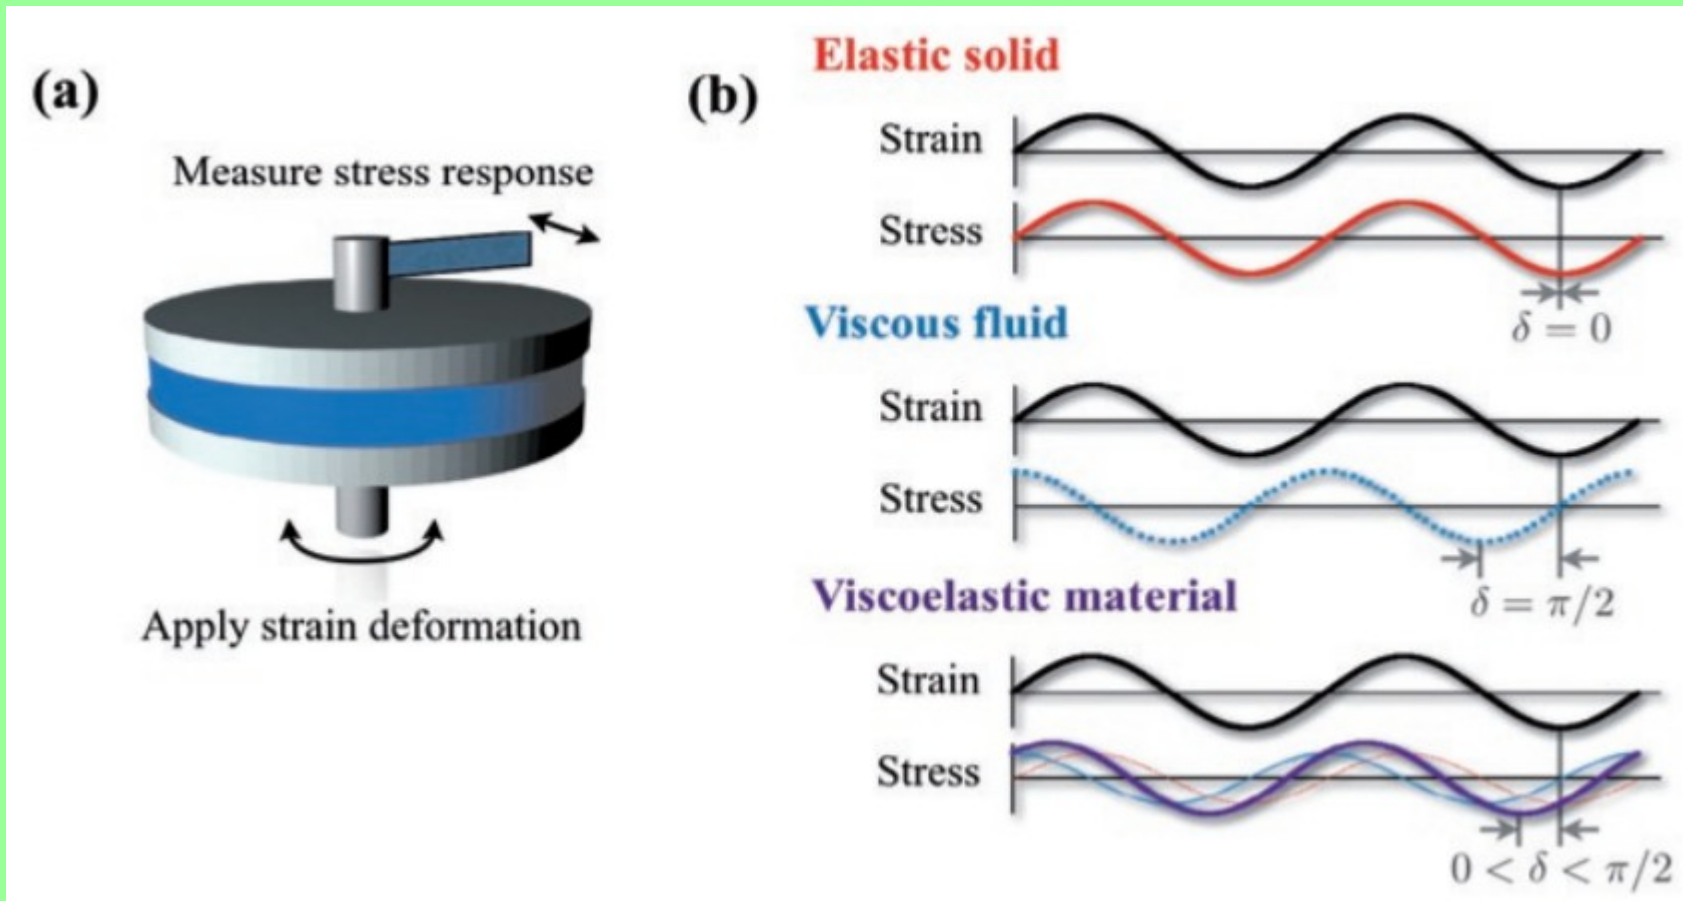 (a)
Measure stress response
Apply strain deformation
(b)
Elastic solid
Strain
Stress
δ = 0
Viscous fluid
Strain
Stress
δ = π/2
Viscoelastic material
Strain
Stress
0 < δ < π/2